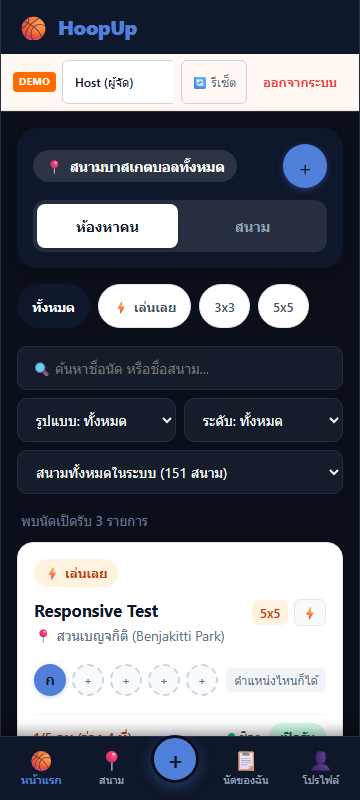 HoopUp
DEMO Host (ผู้จัด) รีเซ็ต ออกจากระบบ
สนามบาสเกตบอลทั้งหมด +
ห้องหาคน สนาม
ทั้งหมด เล่นเลย 3x3 5x5
ค้นหาชื่อนัด หรือชื่อสนาม...
รูปแบบ: ทั้งหมด ระดับ: ทั้งหมด
สนามทั้งหมดในระบบ (151 สนาม)
พบนัดเปิดรับ 3 รายการ
เล่นเลย
Responsive Test 5x5
สวนเบญจกิติ (Benjakitti Park)
ก + + + + ตำแหน่งไหนก็ได้
+
หน้าแรก สนาม นัดของฉัน โปรไฟล์